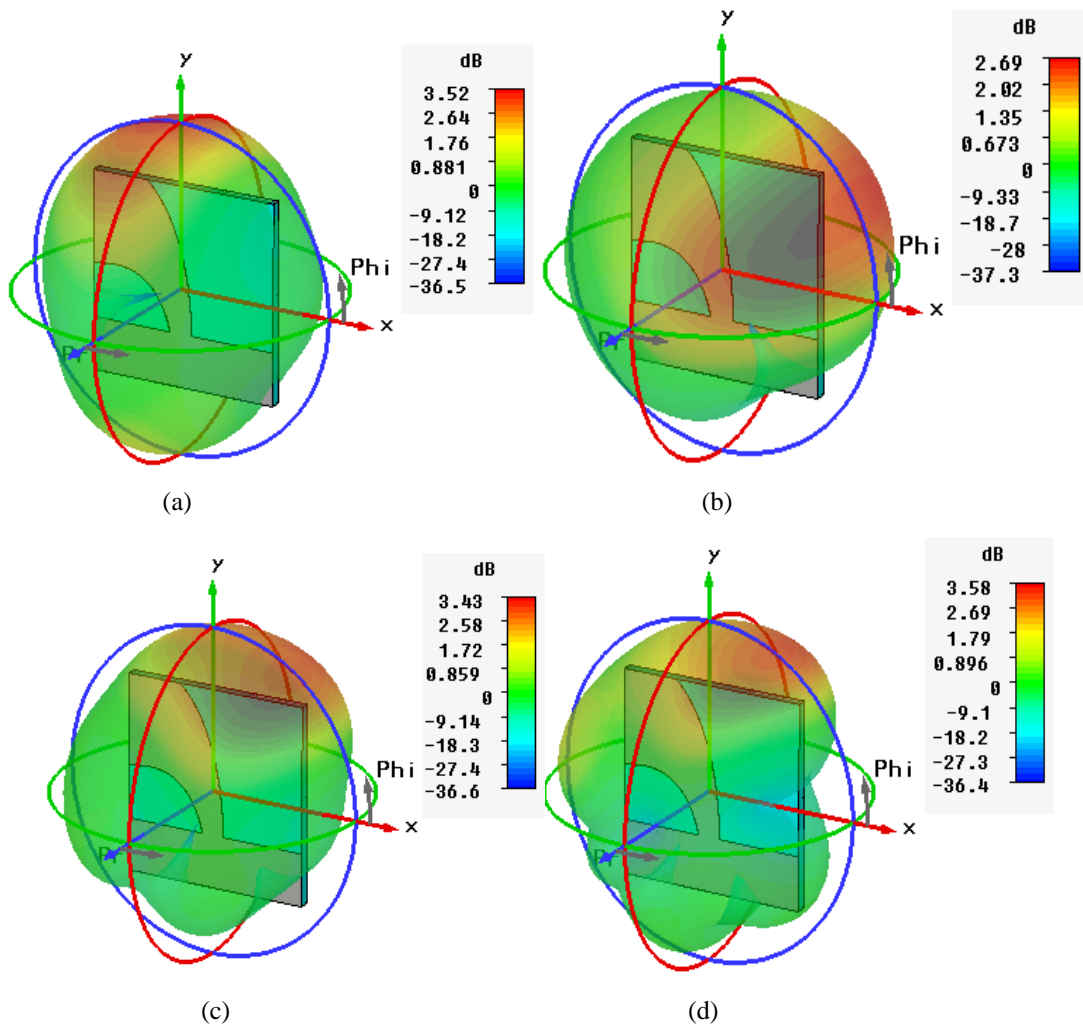 y
dB
3.52
2.64
1.76
0.881
0
-9.12
-18.2
-27.4
-36.5
Phi
x
(a)
y
dB
2.69
2.02
1.35
0.673
0
-9.33
-18.7
-28
-37.3
Phi
x
(b)
y
dB
3.43
2.58
1.72
0.859
0
-9.14
-18.3
-27.4
-36.6
Phi
x
(c)
y
dB
3.58
2.69
1.79
0.896
0
-9.1
-18.2
-27.3
-36.4
Phi
x
(d)